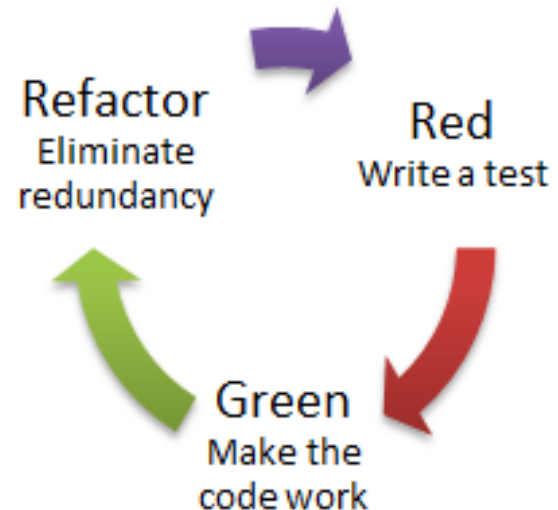 Refactor
Eliminate
redundancy
Red
Write a test
Green
Make the
code work